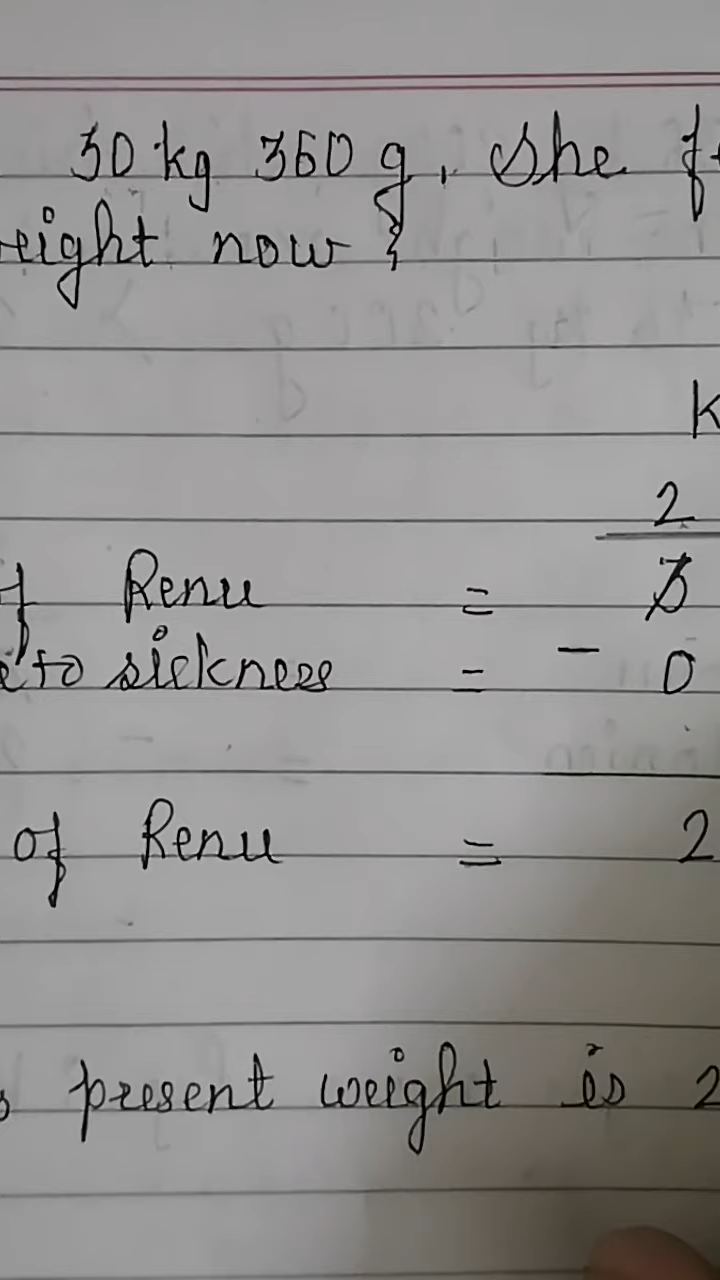 30 kg 360 g. She f
eight now ?
k
2
of Renu = 3
e to sickness = - 0
of Renu = 2
s present weight is 2